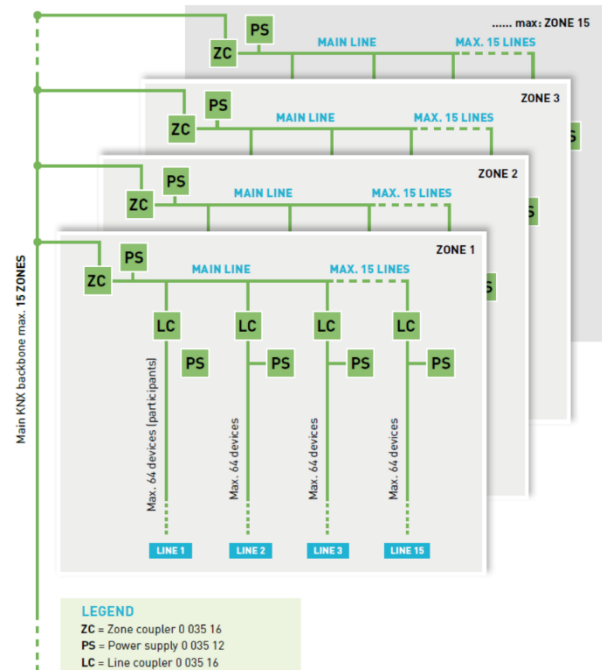 ...... max: ZONE 15
PS
MAIN LINE
MAX. 15 LINES
ZC
ZONE 3
PS
MAIN LINE
MAX. 15 LINES
ZC
S
ZONE 2
PS
MAIN LINE
MAX. 15 LINES
ZC
S
ZONE 1
PS
MAIN LINE
MAX. 15 LINES
ZC
S
LC
LC
LC
LC
PS
PS
PS
PS
Max. 64 devices (participants)
Max. 64 devices
Max. 64 devices
Max. 64 devices
LINE 1
LINE 2
LINE 3
LINE 15
Main KNX backbone max. 15 ZONES
LEGEND
ZC = Zone coupler 0 035 16
PS = Power supply 0 035 12
LC = Line coupler 0 035 16